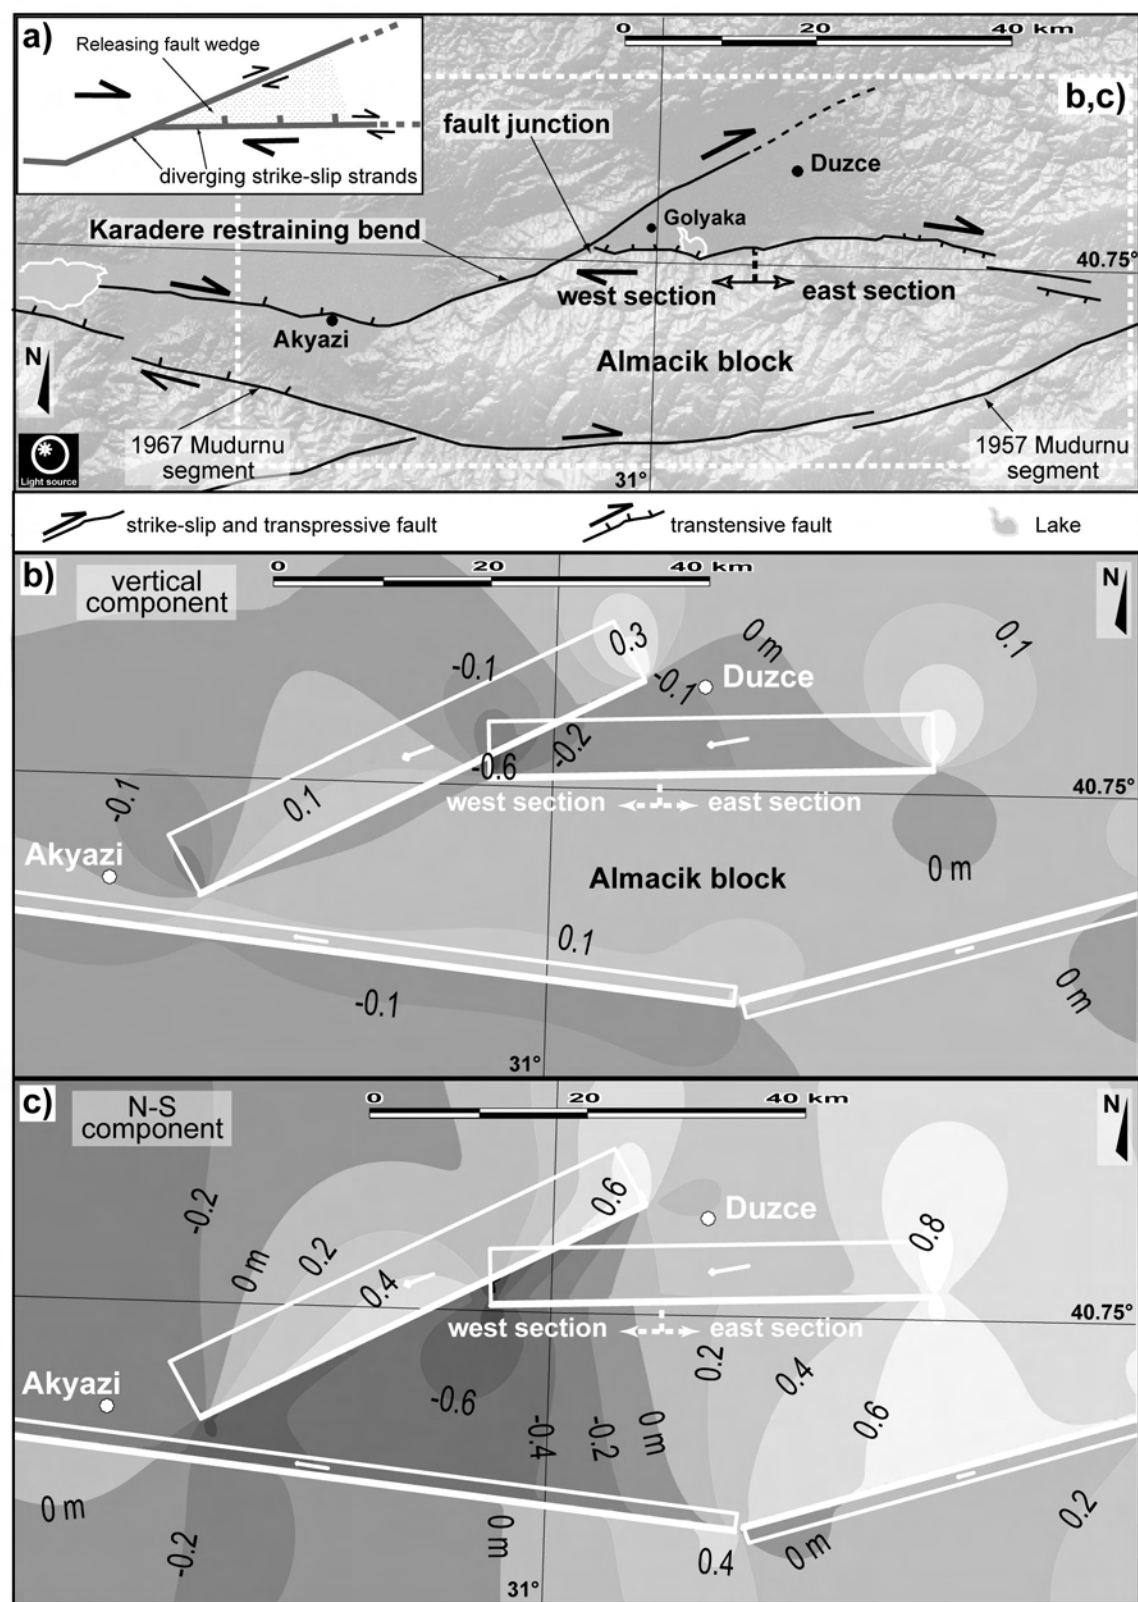 a)
Releasing fault wedge
diverging strike-slip strands
0 20 40 km
b,c)
fault junction
Duzce
Golyaka
Karadere restraining bend
40.75°
west section
east section
Akyazi
Almacik block
N
1967 Mudurnu
segment
1957 Mudurnu
segment
Light source
31°
strike-slip and transpressive fault
transtensive fault
Lake
b)
vertical
component
0 20 40 km
N
0.3
0 m
0.1
-0.1
-0.1
Duzce
-0.2
-0.6
-0.1
0.1
40.75°
west section
east section
Akyazi
Almacik block
0 m
0.1
-0.1
0 m
31°
c)
N-S
component
0 20 40 km
N
-0.2
0 m
0.2
0.4
0.6
Duzce
0.8
40.75°
west section
east section
Akyazi
-0.6
-0.4
-0.2
0 m
0.2
0.4
0.6
0 m
-0.2
0 m
0.4
0 m
0.2
31°